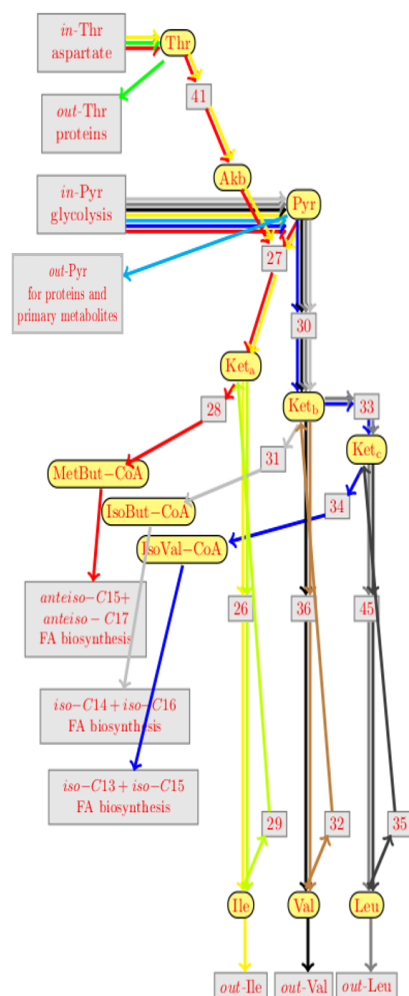 in-Thr
aspartate
Thr
41
out-Thr
proteins
Akb
in-Pyr
glycolysis
Pyr
27
out-Pyr
for proteins and
primary metabolites
30
Ket_a
28
Ket_b
33
Ket_c
31
MetBut−CoA
IsoBut−CoA
34
IsoVal−CoA
anteiso−C15+
anteiso − C17
FA biosynthesis
26
36
45
iso−C14 + iso−C16
FA biosynthesis
iso−C13 + iso−C15
FA biosynthesis
29
32
35
Ile
Val
Leu
out-Ile
out-Val
out-Leu